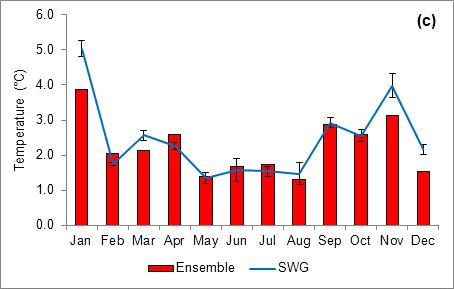 (c)
6.0
5.0
4.0
3.0
2.0
1.0
0.0
Temperature (°C)
Jan Feb Mar Apr May Jun Jul Aug Sep Oct Nov Dec
Ensemble SWG